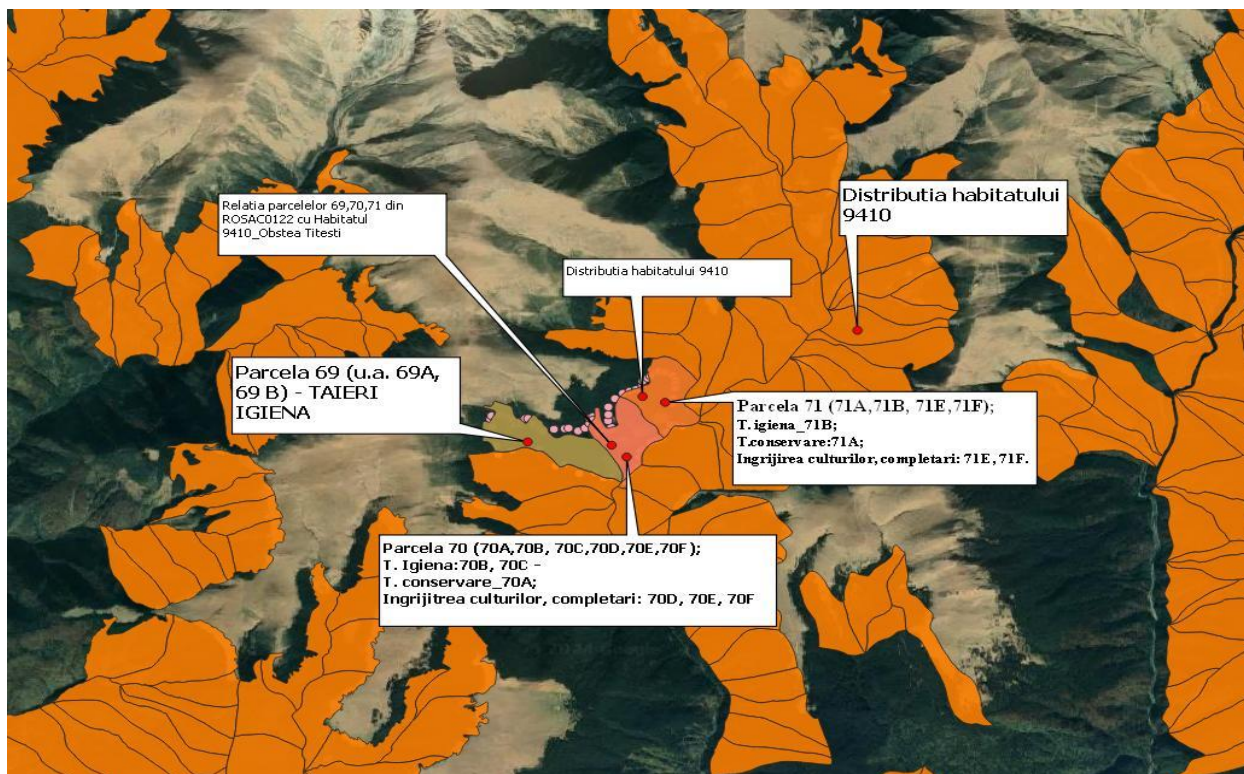 Relatia parcelelor 69,70,71 din
ROSAC0122 cu Habitatul
9410_Obstea Titesti
Distributia habitatului
9410
Distributia habitatului 9410
Parcela 69 (u.a. 69A,
69 B) - TAIERI
IGIENA
Parcela 71 (71A,71B, 71E,71F);
T. igiena_71B;
T.conservare:71A;
Ingrijirea culturilor, completari: 71E, 71F.
Parcela 70 (70A,70B, 70C,70D,70E,70F);
T. Igiena:70B, 70C -
T. conservare_70A;
Ingrijitrea culturilor, completari: 70D, 70E, 70F